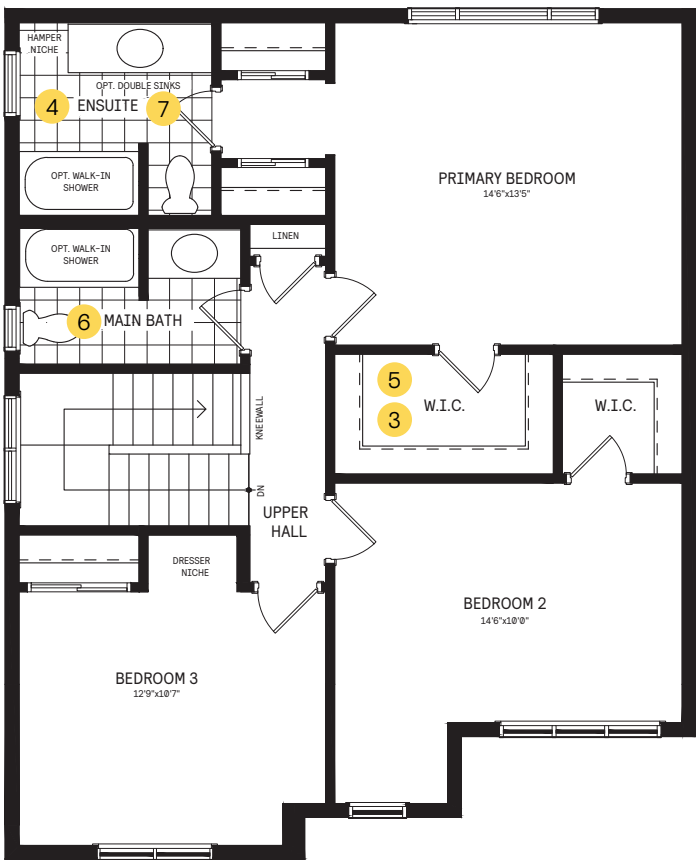 HAMPER
NICHE
OPT. DOUBLE SINKS
4
ENSUITE
7
OPT. WALK-IN
SHOWER
PRIMARY BEDROOM
14'6"x13'5"
LINEN
OPT. WALK-IN
SHOWER
6
MAIN BATH
5
3
W.I.C.
W.I.C.
KNEEWALL
DN
UPPER
HALL
DRESSER
NICHE
BEDROOM 2
14'6"x10'0"
BEDROOM 3
12'9"x10'7"